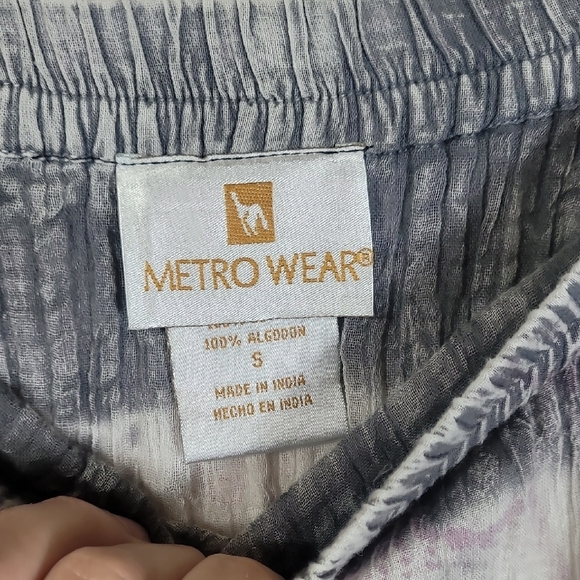 METRO WEAR®
100% ALGODON
S
MADE IN INDIA
HECHO EN INDIA